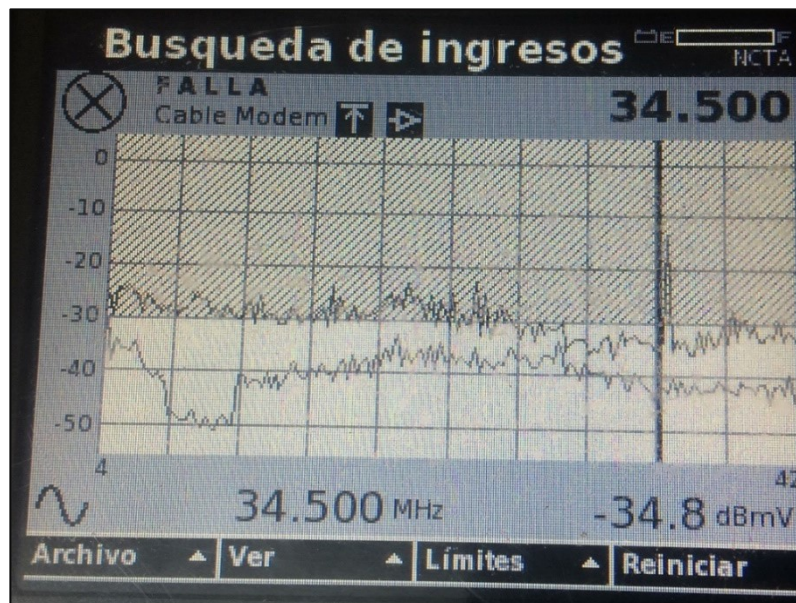 Busqueda de ingresos
E F
NCTA
FALLA
Cable Modem
34.500
0
-10
-20
-30
-40
-50
4
42
34.500 MHz
-34.8 dBmV
Archivo
Ver
Límites
Reiniciar